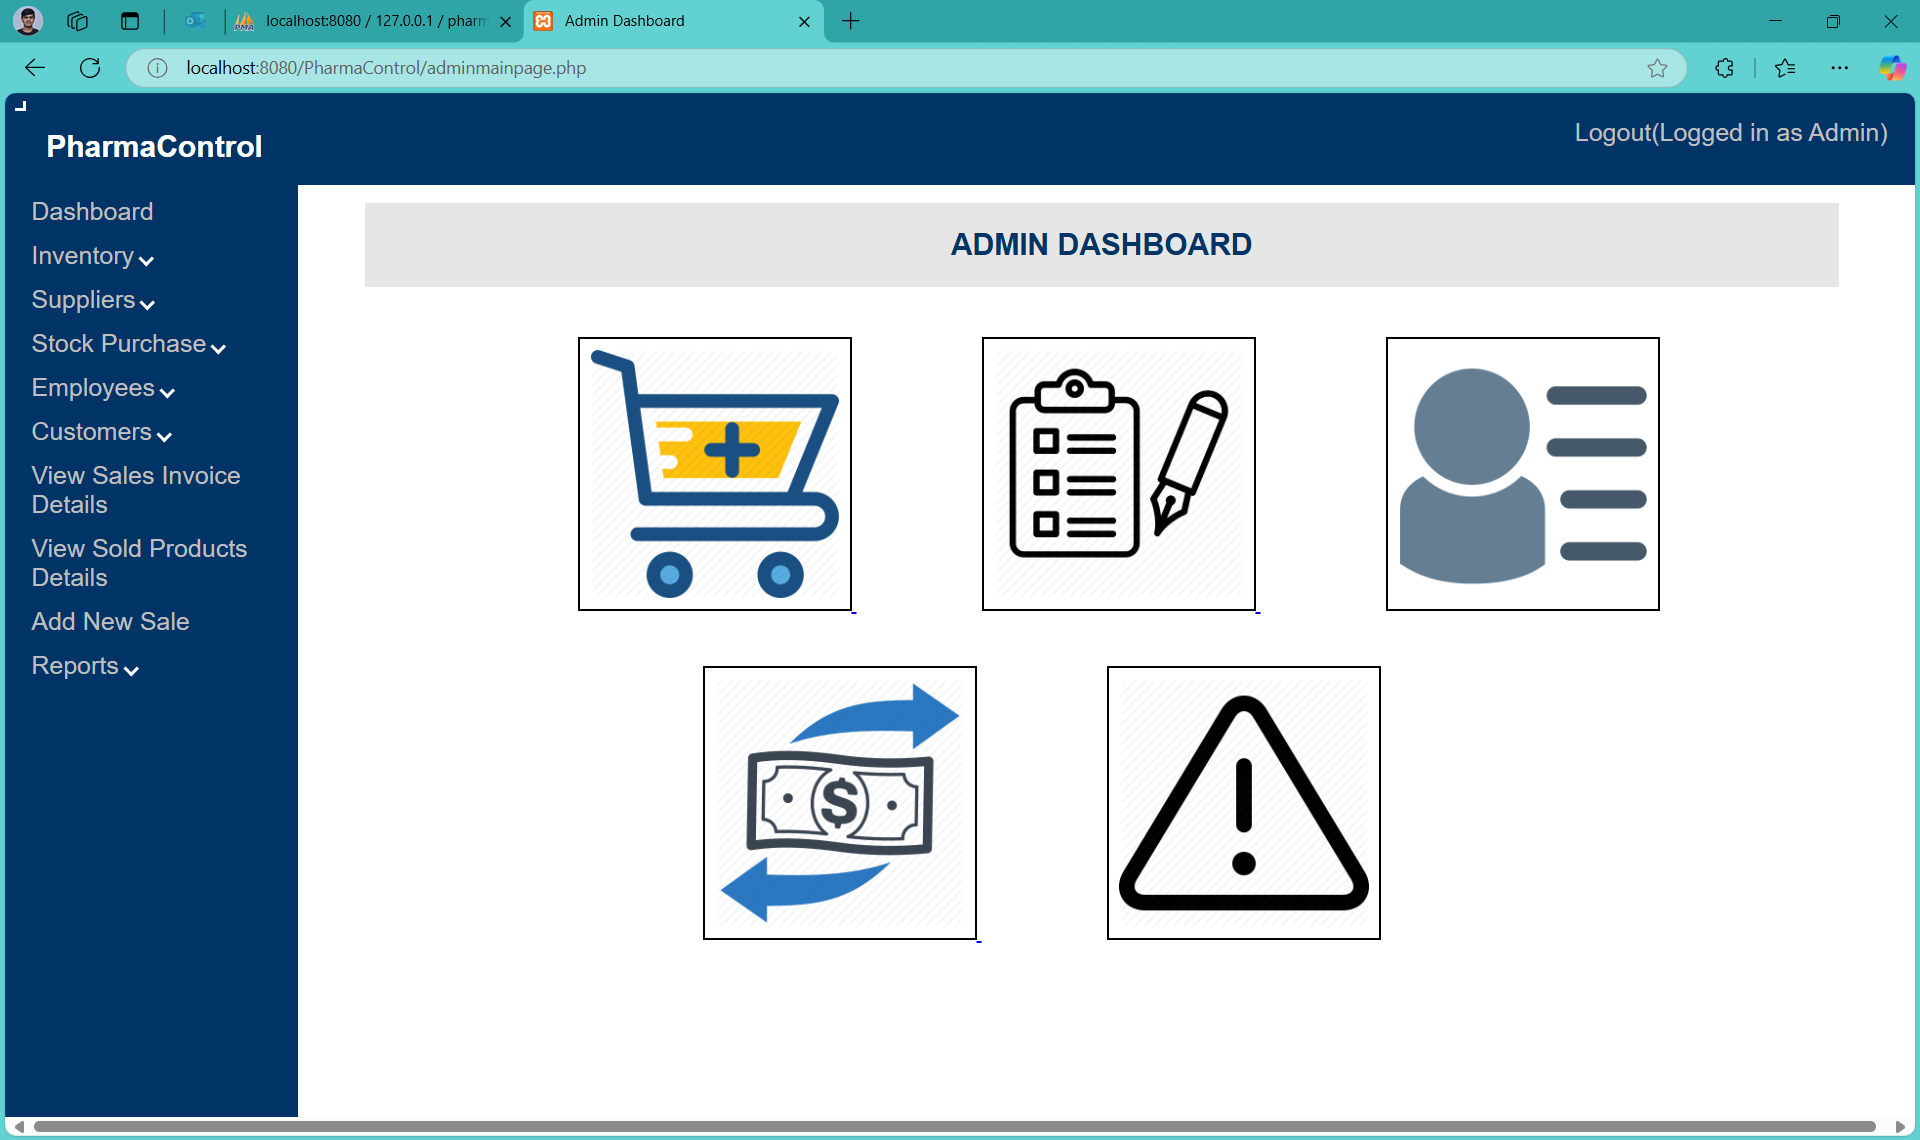 localhost:8080 / 127.0.0.1 / pharm
Admin Dashboard
localhost:8080/PharmaControl/adminmainpage.php
PharmaControl
Logout(Logged in as Admin)
Dashboard
Inventory
Suppliers
Stock Purchase
Employees
Customers
View Sales Invoice
Details
View Sold Products
Details
Add New Sale
Reports
ADMIN DASHBOARD
$